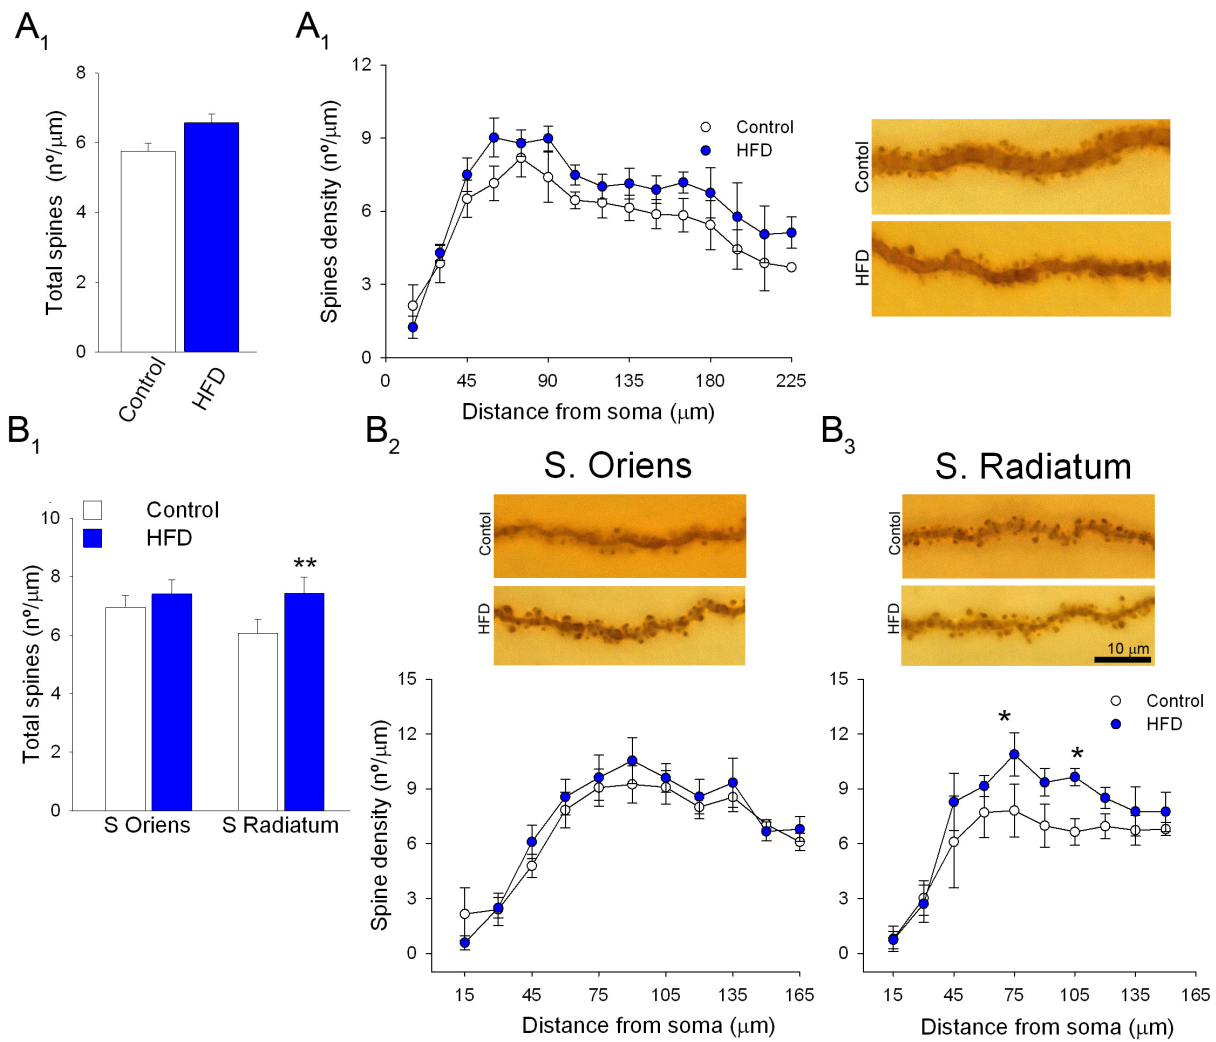 A1
Total spines (nº/μm)
8
6
4
2
0
Control
HFD
A1
Spines density (nº/μm)
12
9
6
3
0
0 45 90 135 180 225
Distance from soma (μm)
Control
HFD
Contol
HFD
B1
Total spines (nº/μm)
10
8
6
4
2
0
Control
HFD
**
S Oriens S Radiatum
B2
S. Oriens
Contol
HFD
Spine density (nº/μm)
15
12
9
6
3
0
15 45 75 105 135 165
Distance from soma (μm)
B3
S. Radiatum
Contol
HFD
10 μm
15
12
9
6
3
0
Control
HFD
*
*
15 45 75 105 135 165
Distance from soma (μm)